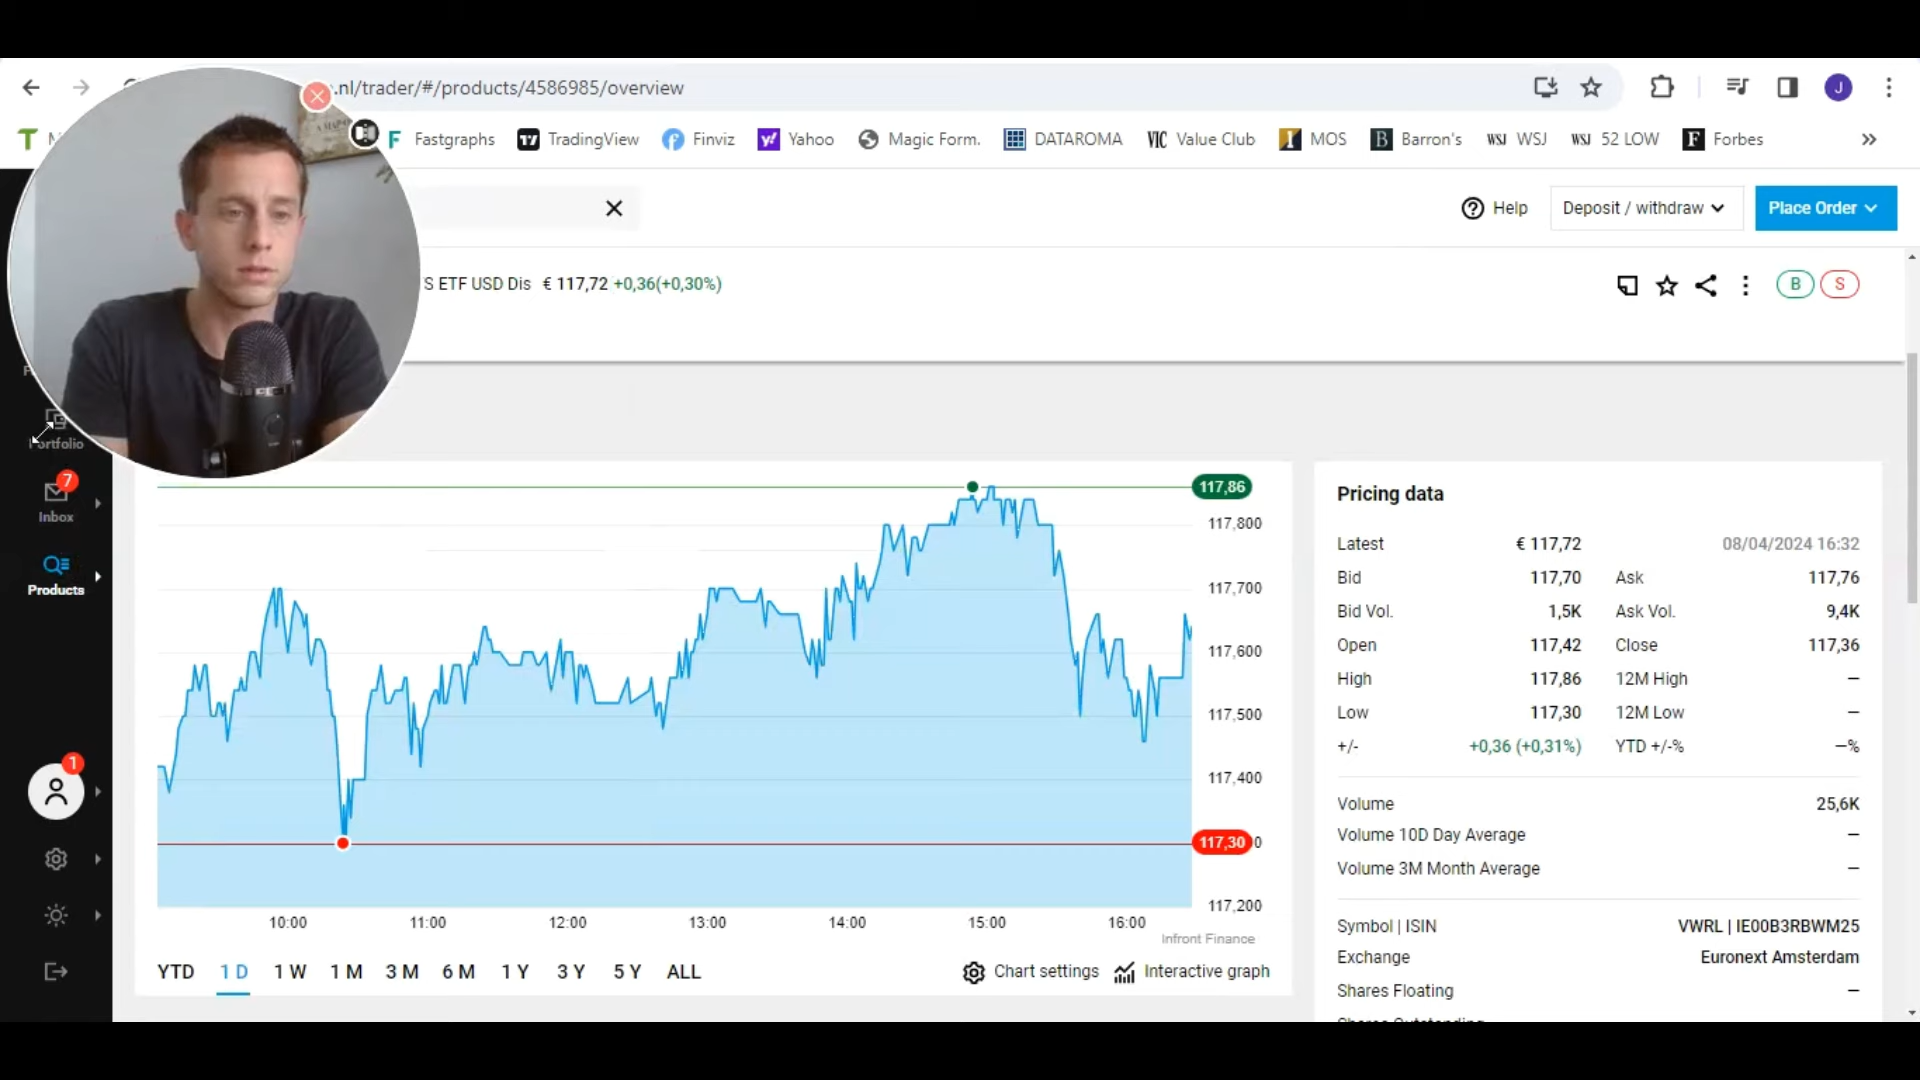 .nl/trader/#/products/4586985/overview
J
Fastgraphs TradingView Finviz Yahoo Magic Form. DATAROMA VIC Value Club MOS Barron's WSJ WSJ WSJ 52 LOW Forbes
Help Deposit / withdraw Place Order
S ETF USD Dis € 117,72 +0,36(+0,30%)
B S
Portfolio
7
Inbox
Products
1
117,86
117,800
117,700
117,600
117,500
117,400
117,30
117,200
10:00 11:00 12:00 13:00 14:00 15:00 16:00
Infront Finance
YTD 1 D 1 W 1 M 3 M 6 M 1 Y 3 Y 5 Y ALL Chart settings Interactive graph
Pricing data
Latest € 117,72 08/04/2024 16:32
Bid 117,70 Ask 117,76
Bid Vol. 1,5K Ask Vol. 9,4K
Open 117,42 Close 117,36
High 117,86 12M High –
Low 117,30 12M Low –
+/- +0,36 (+0,31%) YTD +/-% –%
Volume 25,6K
Volume 10D Day Average –
Volume 3M Month Average –
Symbol | ISIN VWRL | IE00B3RBWM25
Exchange Euronext Amsterdam
Shares Floating –